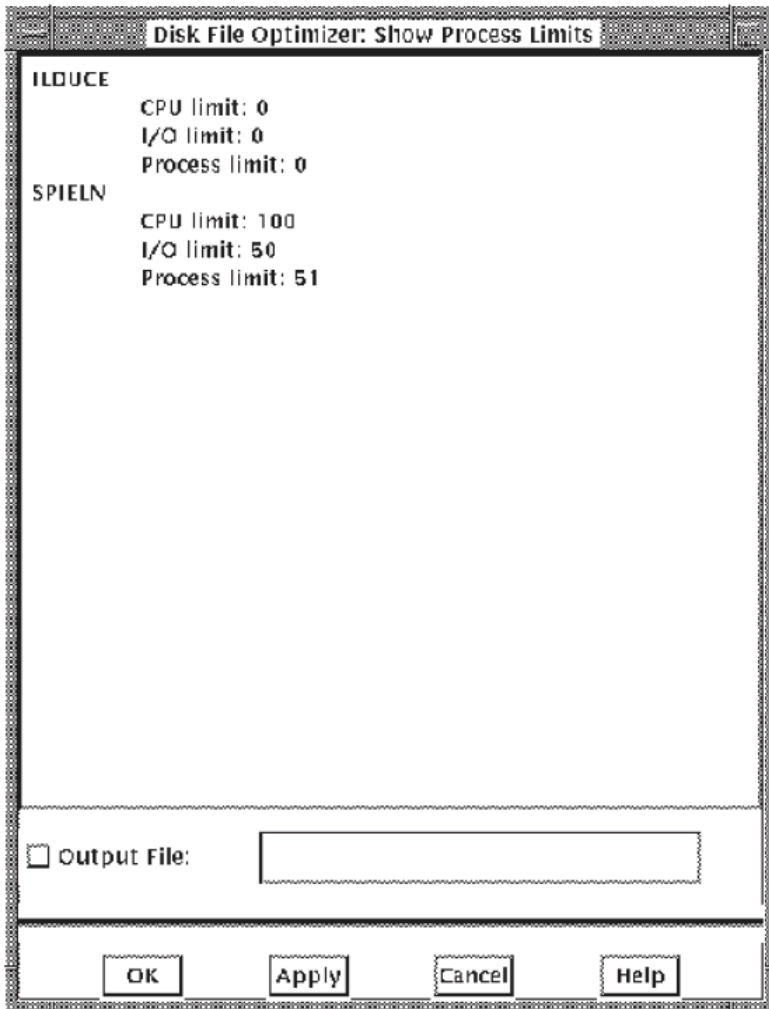 Disk File Optimizer: Show Process Limits
ILDUCE
CPU limit: 0
I/O limit: 0
Process limit: 0
SPIELN
CPU limit: 100
I/O limit: 50
Process limit: 51
Output File:
OK Apply Cancel Help